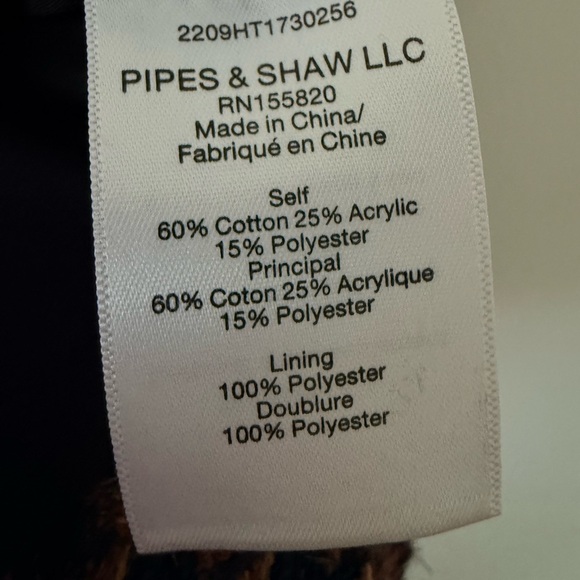 2209HT1730256
PIPES & SHAW LLC
RN155820
Made in China/
Fabriqué en Chine
Self
60% Cotton 25% Acrylic
15% Polyester
Principal
60% Coton 25% Acrylique
15% Polyester
Lining
100% Polyester
Doublure
100% Polyester